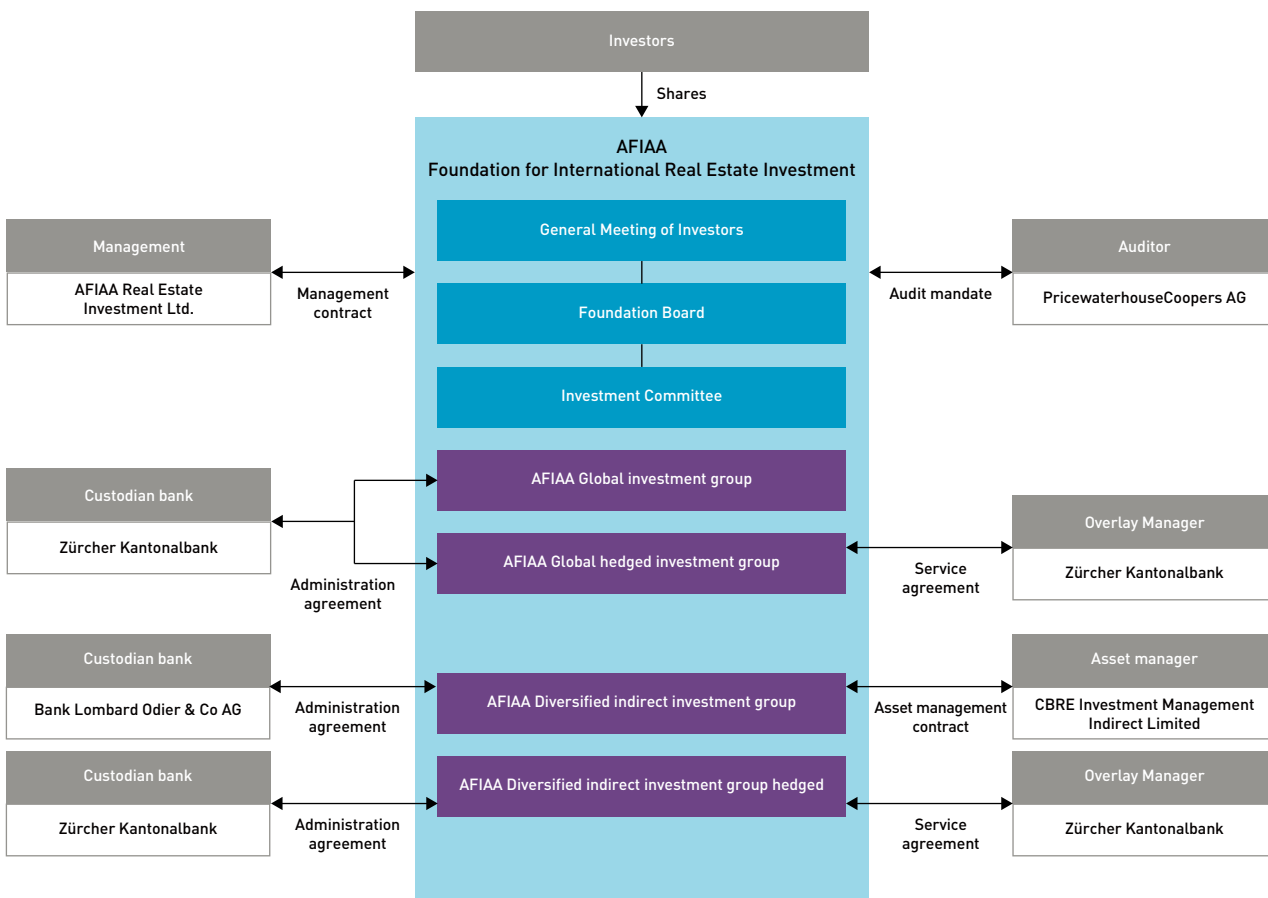 Investors
Shares
AFIAA
Foundation for International Real Estate Investment
General Meeting of Investors
Management
AFIAA Real Estate
Investment Ltd.
Management
contract
Auditor
PricewaterhouseCoopers AG
Audit mandate
Foundation Board
Investment Committee
AFIAA Global investment group
Custodian bank
Zürcher Kantonalbank
Administration
agreement
AFIAA Global hedged investment group
Service
agreement
Overlay Manager
Zürcher Kantonalbank
Custodian bank
Bank Lombard Odier & Co AG
Administration
agreement
AFIAA Diversified indirect investment group
Asset management
contract
Asset manager
CBRE Investment Management
Indirect Limited
Custodian bank
Zürcher Kantonalbank
Administration
agreement
AFIAA Diversified indirect investment group hedged
Service
agreement
Overlay Manager
Zürcher Kantonalbank